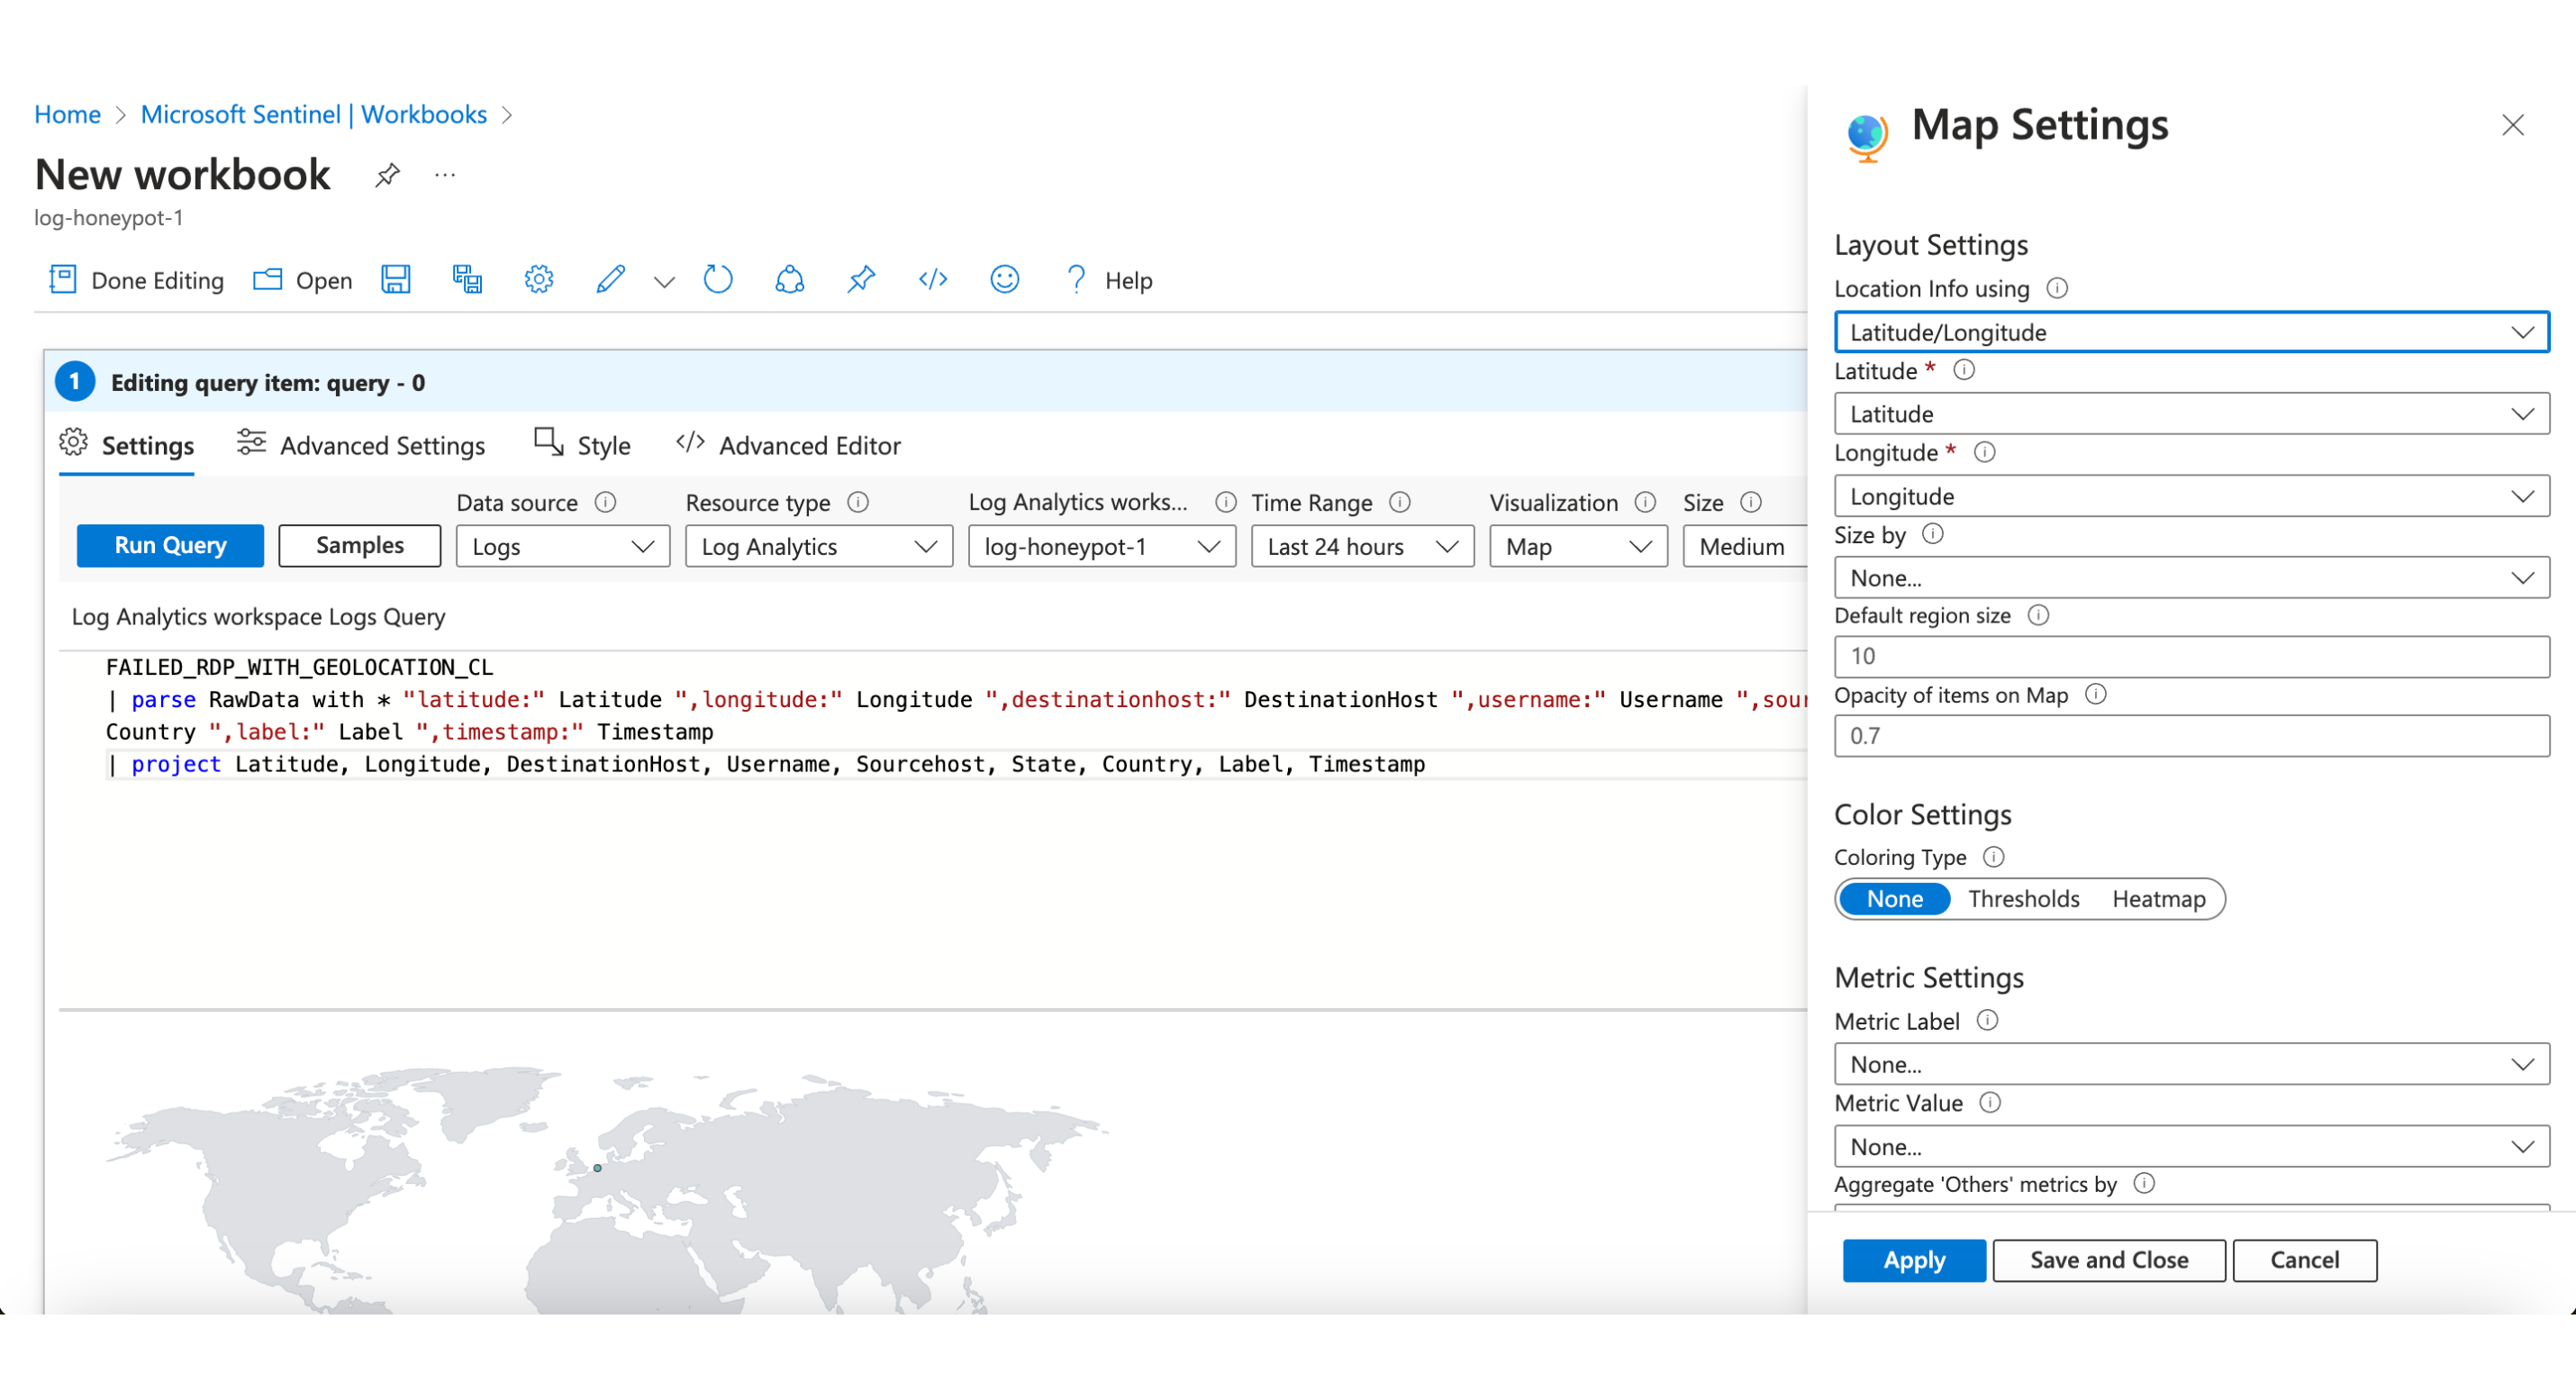 Home > Microsoft Sentinel | Workbooks >
New workbook ...
log-honeypot-1
Done Editing Open Help
1 Editing query item: query - 0
Settings Advanced Settings Style </> Advanced Editor
Data source Resource type Log Analytics works... Time Range Visualization Size
Run Query Samples Logs Log Analytics log-honeypot-1 Last 24 hours Map Medium
Log Analytics workspace Logs Query
FAILED_RDP_WITH_GEOLOCATION_CL
| parse RawData with * "latitude:" Latitude ",longitude:" Longitude ",destinationhost:" DestinationHost ",username:" Username ",sour
Country ",label:" Label ",timestamp:" Timestamp
| project Latitude, Longitude, DestinationHost, Username, Sourcehost, State, Country, Label, Timestamp
Map Settings
Layout Settings
Location Info using
Latitude/Longitude
Latitude *
Latitude
Longitude *
Longitude
Size by
None...
Default region size
10
Opacity of items on Map
0.7
Color Settings
Coloring Type
None Thresholds Heatmap
Metric Settings
Metric Label
None...
Metric Value
None...
Aggregate 'Others' metrics by
Apply Save and Close Cancel